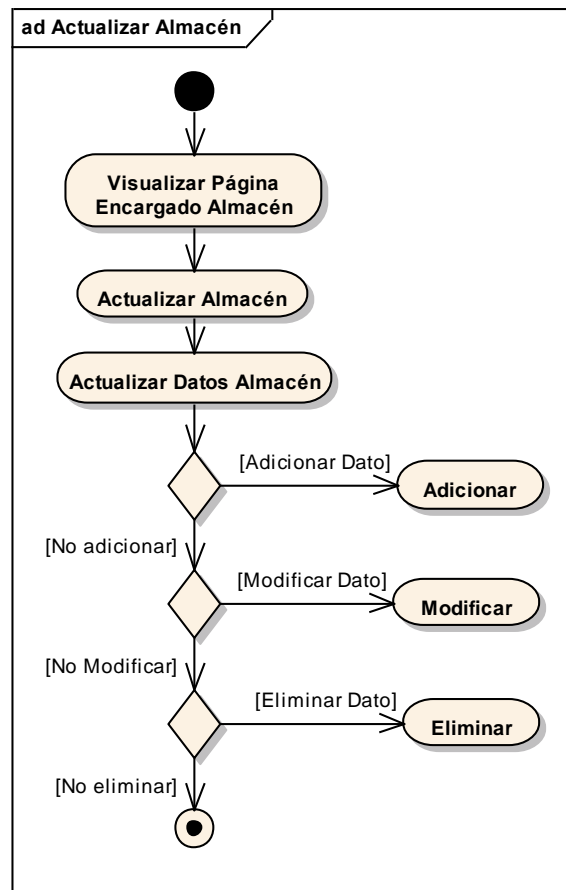 ad Actualizar Almacén
Visualizar Página
Encargado Almacén
Actualizar Almacén
Actualizar Datos Almacén
[Adicionar Dato]
Adicionar
[No adicionar]
[Modificar Dato]
Modificar
[No Modificar]
[Eliminar Dato]
Eliminar
[No eliminar]